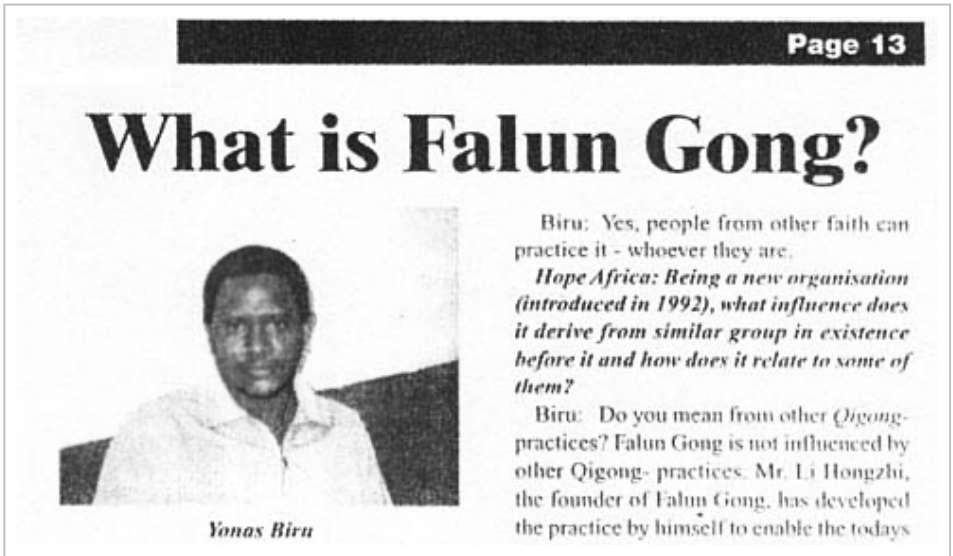 Page 13
What is Falun Gong?
Yonas Biru
Biru: Yes, people from other faith can
practice it - whoever they are.
Hope Africa: Being a new organisation
(introduced in 1992), what influence does
it derive from similar group in existence
before it and how does it relate to some of
them?
Biru: Do you mean from other Qigong-
practices? Falun Gong is not influenced by
other Qigong- practices. Mr. Li Hongzhi,
the founder of Falun Gong, has developed
the practice by himself to enable the todays